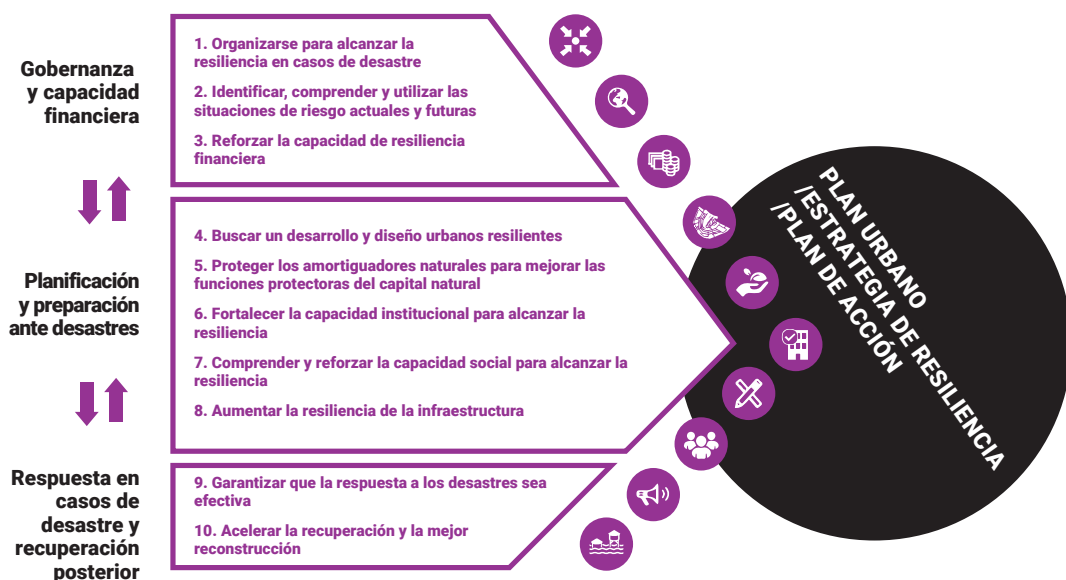 Gobernanza
y capacidad
financiera
1. Organizarse para alcanzar la
resiliencia en casos de desastre
2. Identificar, comprender y utilizar las
situaciones de riesgo actuales y futuras
3. Reforzar la capacidad de resiliencia
financiera
Planificación
y preparación
ante desastres
4. Buscar un desarrollo y diseño urbanos resilientes
5. Proteger los amortiguadores naturales para mejorar las
funciones protectoras del capital natural
6. Fortalecer la capacidad institucional para alcanzar la
resiliencia
7. Comprender y reforzar la capacidad social para alcanzar la
resiliencia
8. Aumentar la resiliencia de la infraestructura
Respuesta en
casos de
desastre y
recuperación
posterior
9. Garantizar que la respuesta a los desastres sea
efectiva
10. Acelerar la recuperación y la mejor
reconstrucción
PLAN URBANO
/ESTRATEGIA DE RESILIENCIA
/PLAN DE ACCIÓN